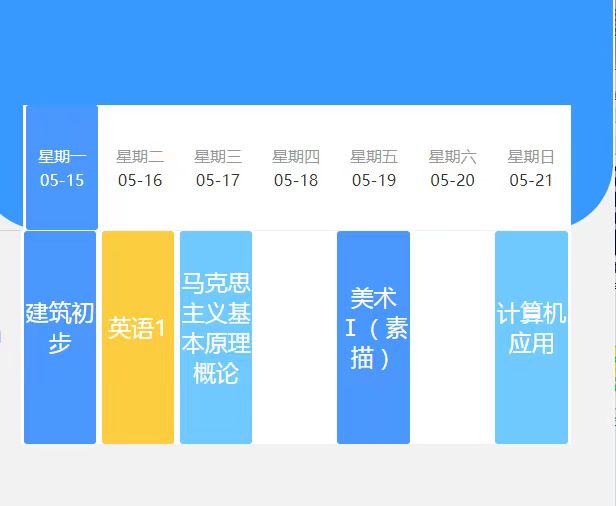 星期一 星期二 星期三 星期四 星期五 星期六 星期日
05-15 05-16 05-17 05-18 05-19 05-20 05-21
建筑初
步
英语1
马克思
主义基
本原理
概论
美术
I（素
描）
计算机
应用